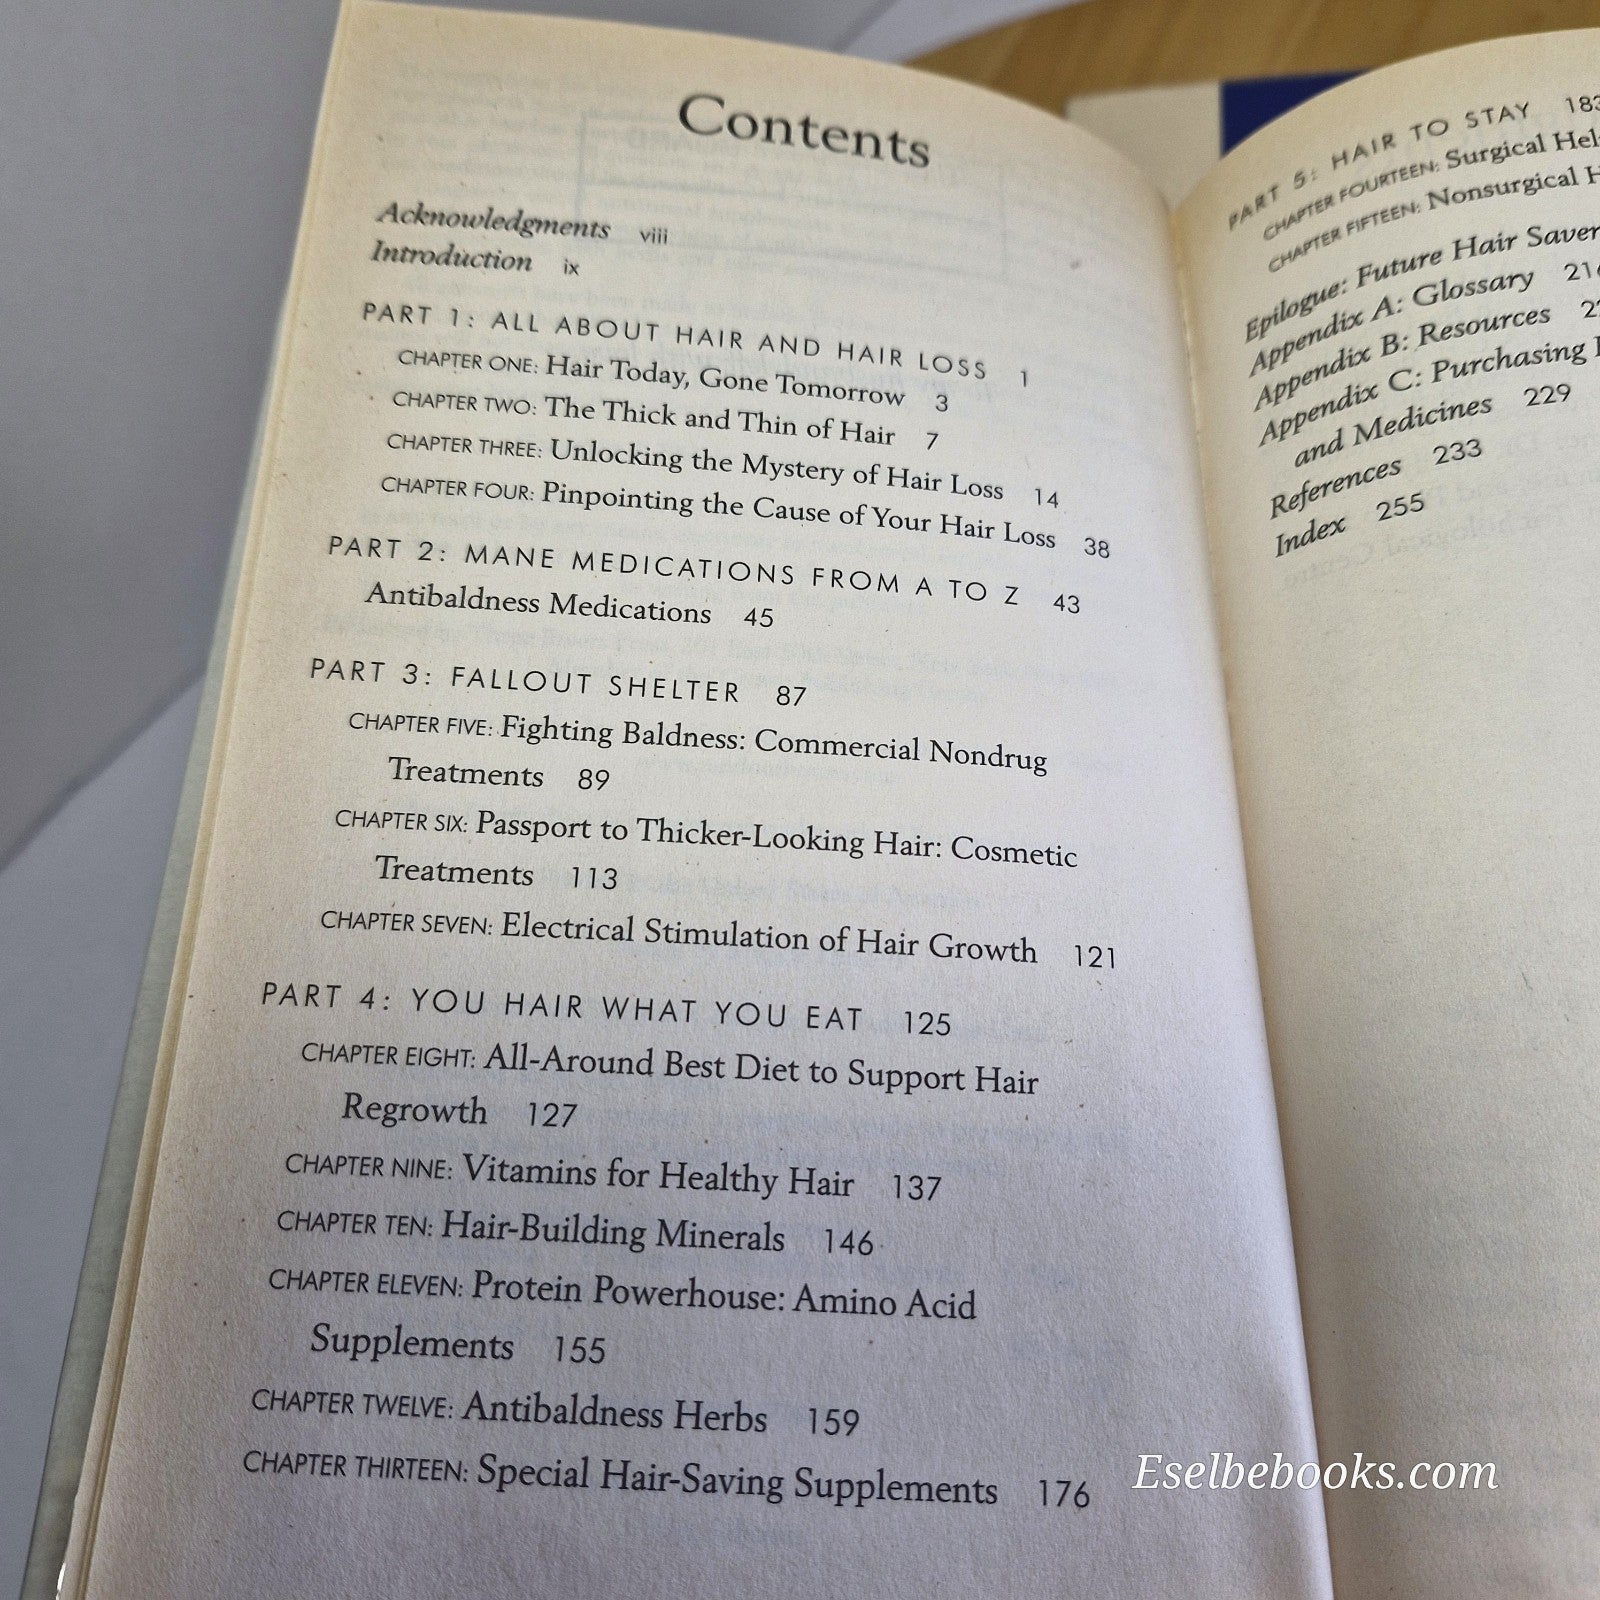 Contents
Acknowledgments viii
Introduction ix
PART 1: ALL ABOUT HAIR AND HAIR LOSS 1
CHAPTER ONE: Hair Today, Gone Tomorrow 3
CHAPTER TWO: The Thick and Thin of Hair 7
CHAPTER THREE: Unlocking the Mystery of Hair Loss 14
CHAPTER FOUR: Pinpointing the Cause of Your Hair Loss 38
PART 2: MANE MEDICATIONS FROM A TO Z 43
Antibaldness Medications 45
PART 3: FALLOUT SHELTER 87
CHAPTER FIVE: Fighting Baldness: Commercial Nondrug
Treatments 89
CHAPTER SIX: Passport to Thicker-Looking Hair: Cosmetic
Treatments 113
CHAPTER SEVEN: Electrical Stimulation of Hair Growth 121
PART 4: YOU HAIR WHAT YOU EAT 125
CHAPTER EIGHT: All-Around Best Diet to Support Hair
Regrowth 127
CHAPTER NINE: Vitamins for Healthy Hair 137
CHAPTER TEN: Hair-Building Minerals 146
CHAPTER ELEVEN: Protein Powerhouse: Amino Acid
Supplements 155
CHAPTER TWELVE: Antibaldness Herbs 159
CHAPTER THIRTEEN: Special Hair-Saving Supplements 176
PART 5: HAIR TO STAY 183
CHAPTER FOURTEEN: Surgical
CHAPTER FIFTEEN: Nonsurgical
Epilogue: Future Hair
Appendix A: Glossary
Appendix B: Resources
Appendix C: Purchasing
and Medicines 229
References 233
Index 255
Eselbebooks.com